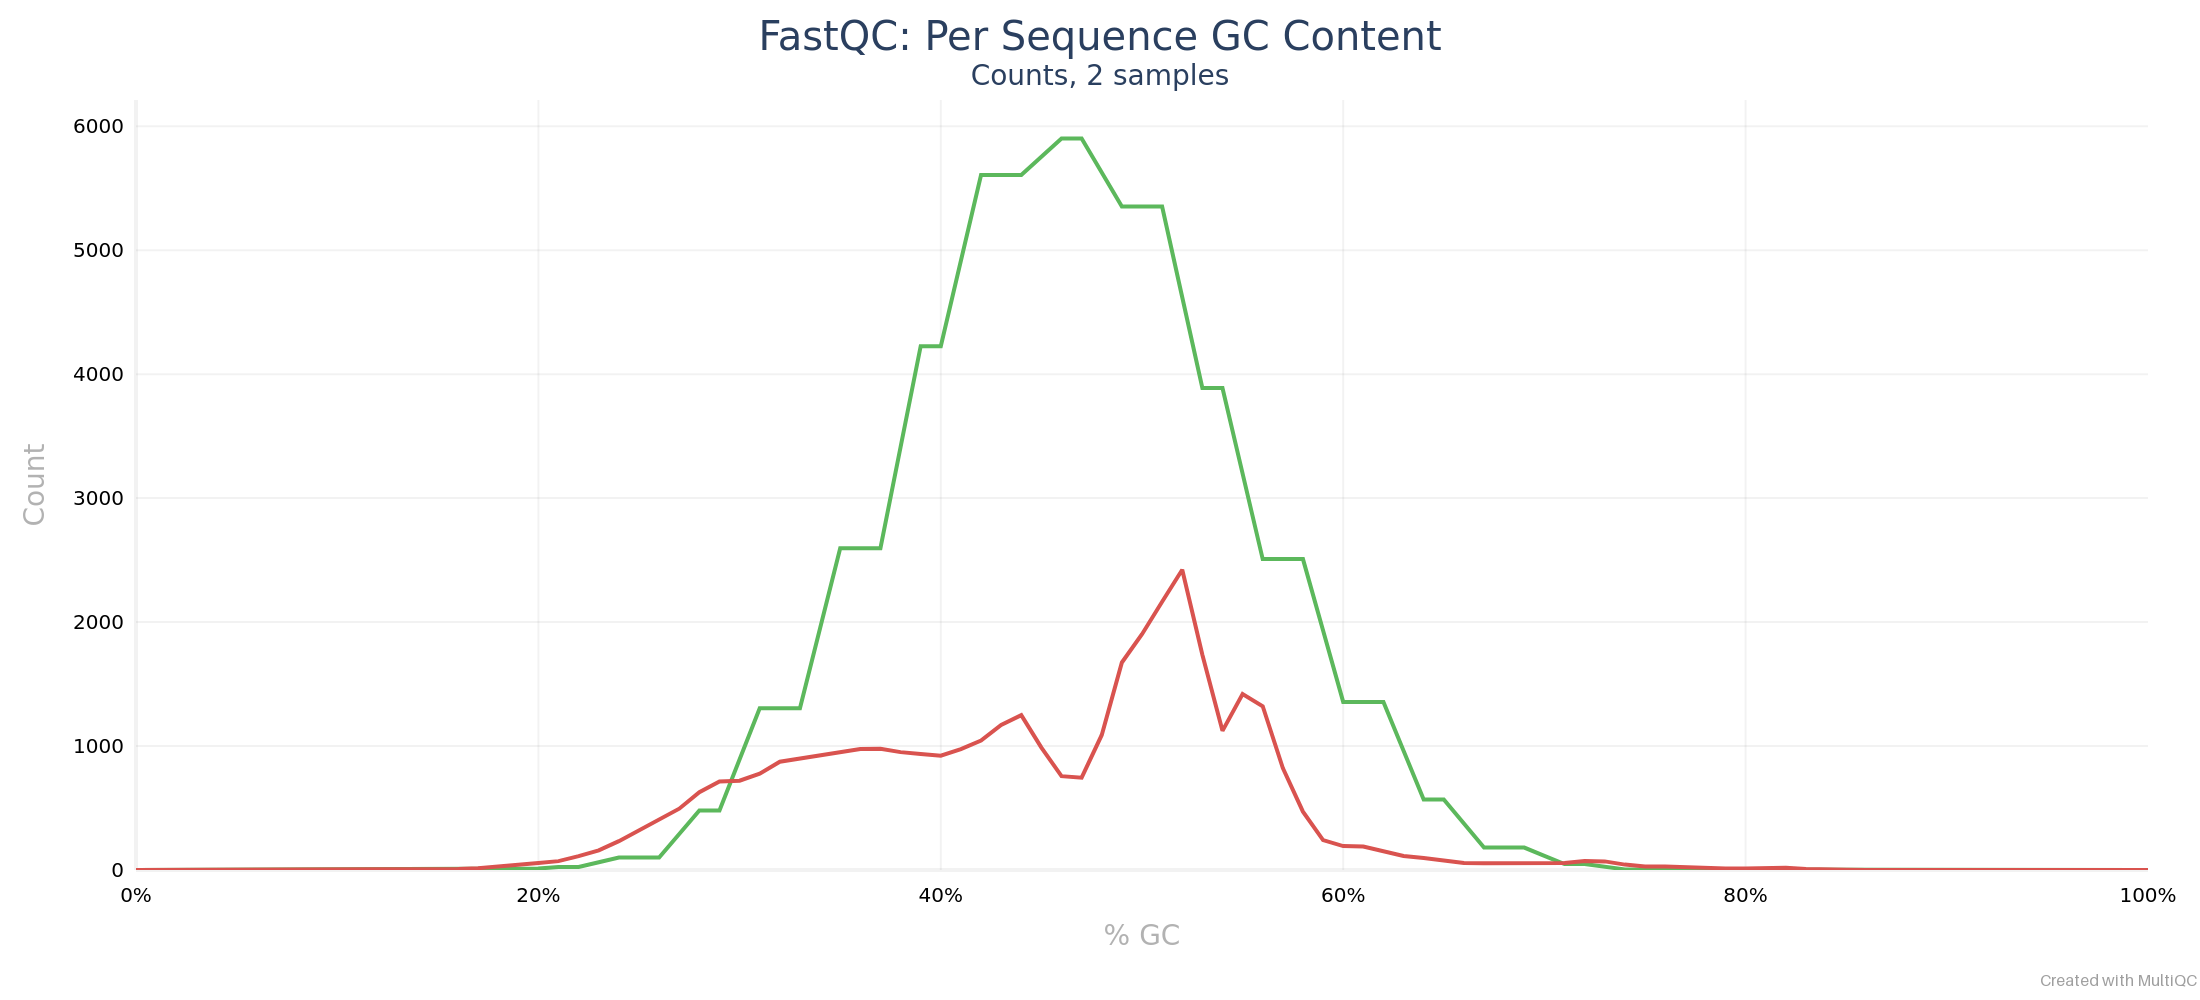 FastQC: Per Sequence GC Content
Counts, 2 samples
6000
5000
4000
3000
2000
1000
0
Count
0%
20%
40%
60%
80%
100%
% GC
Created with MultiQC